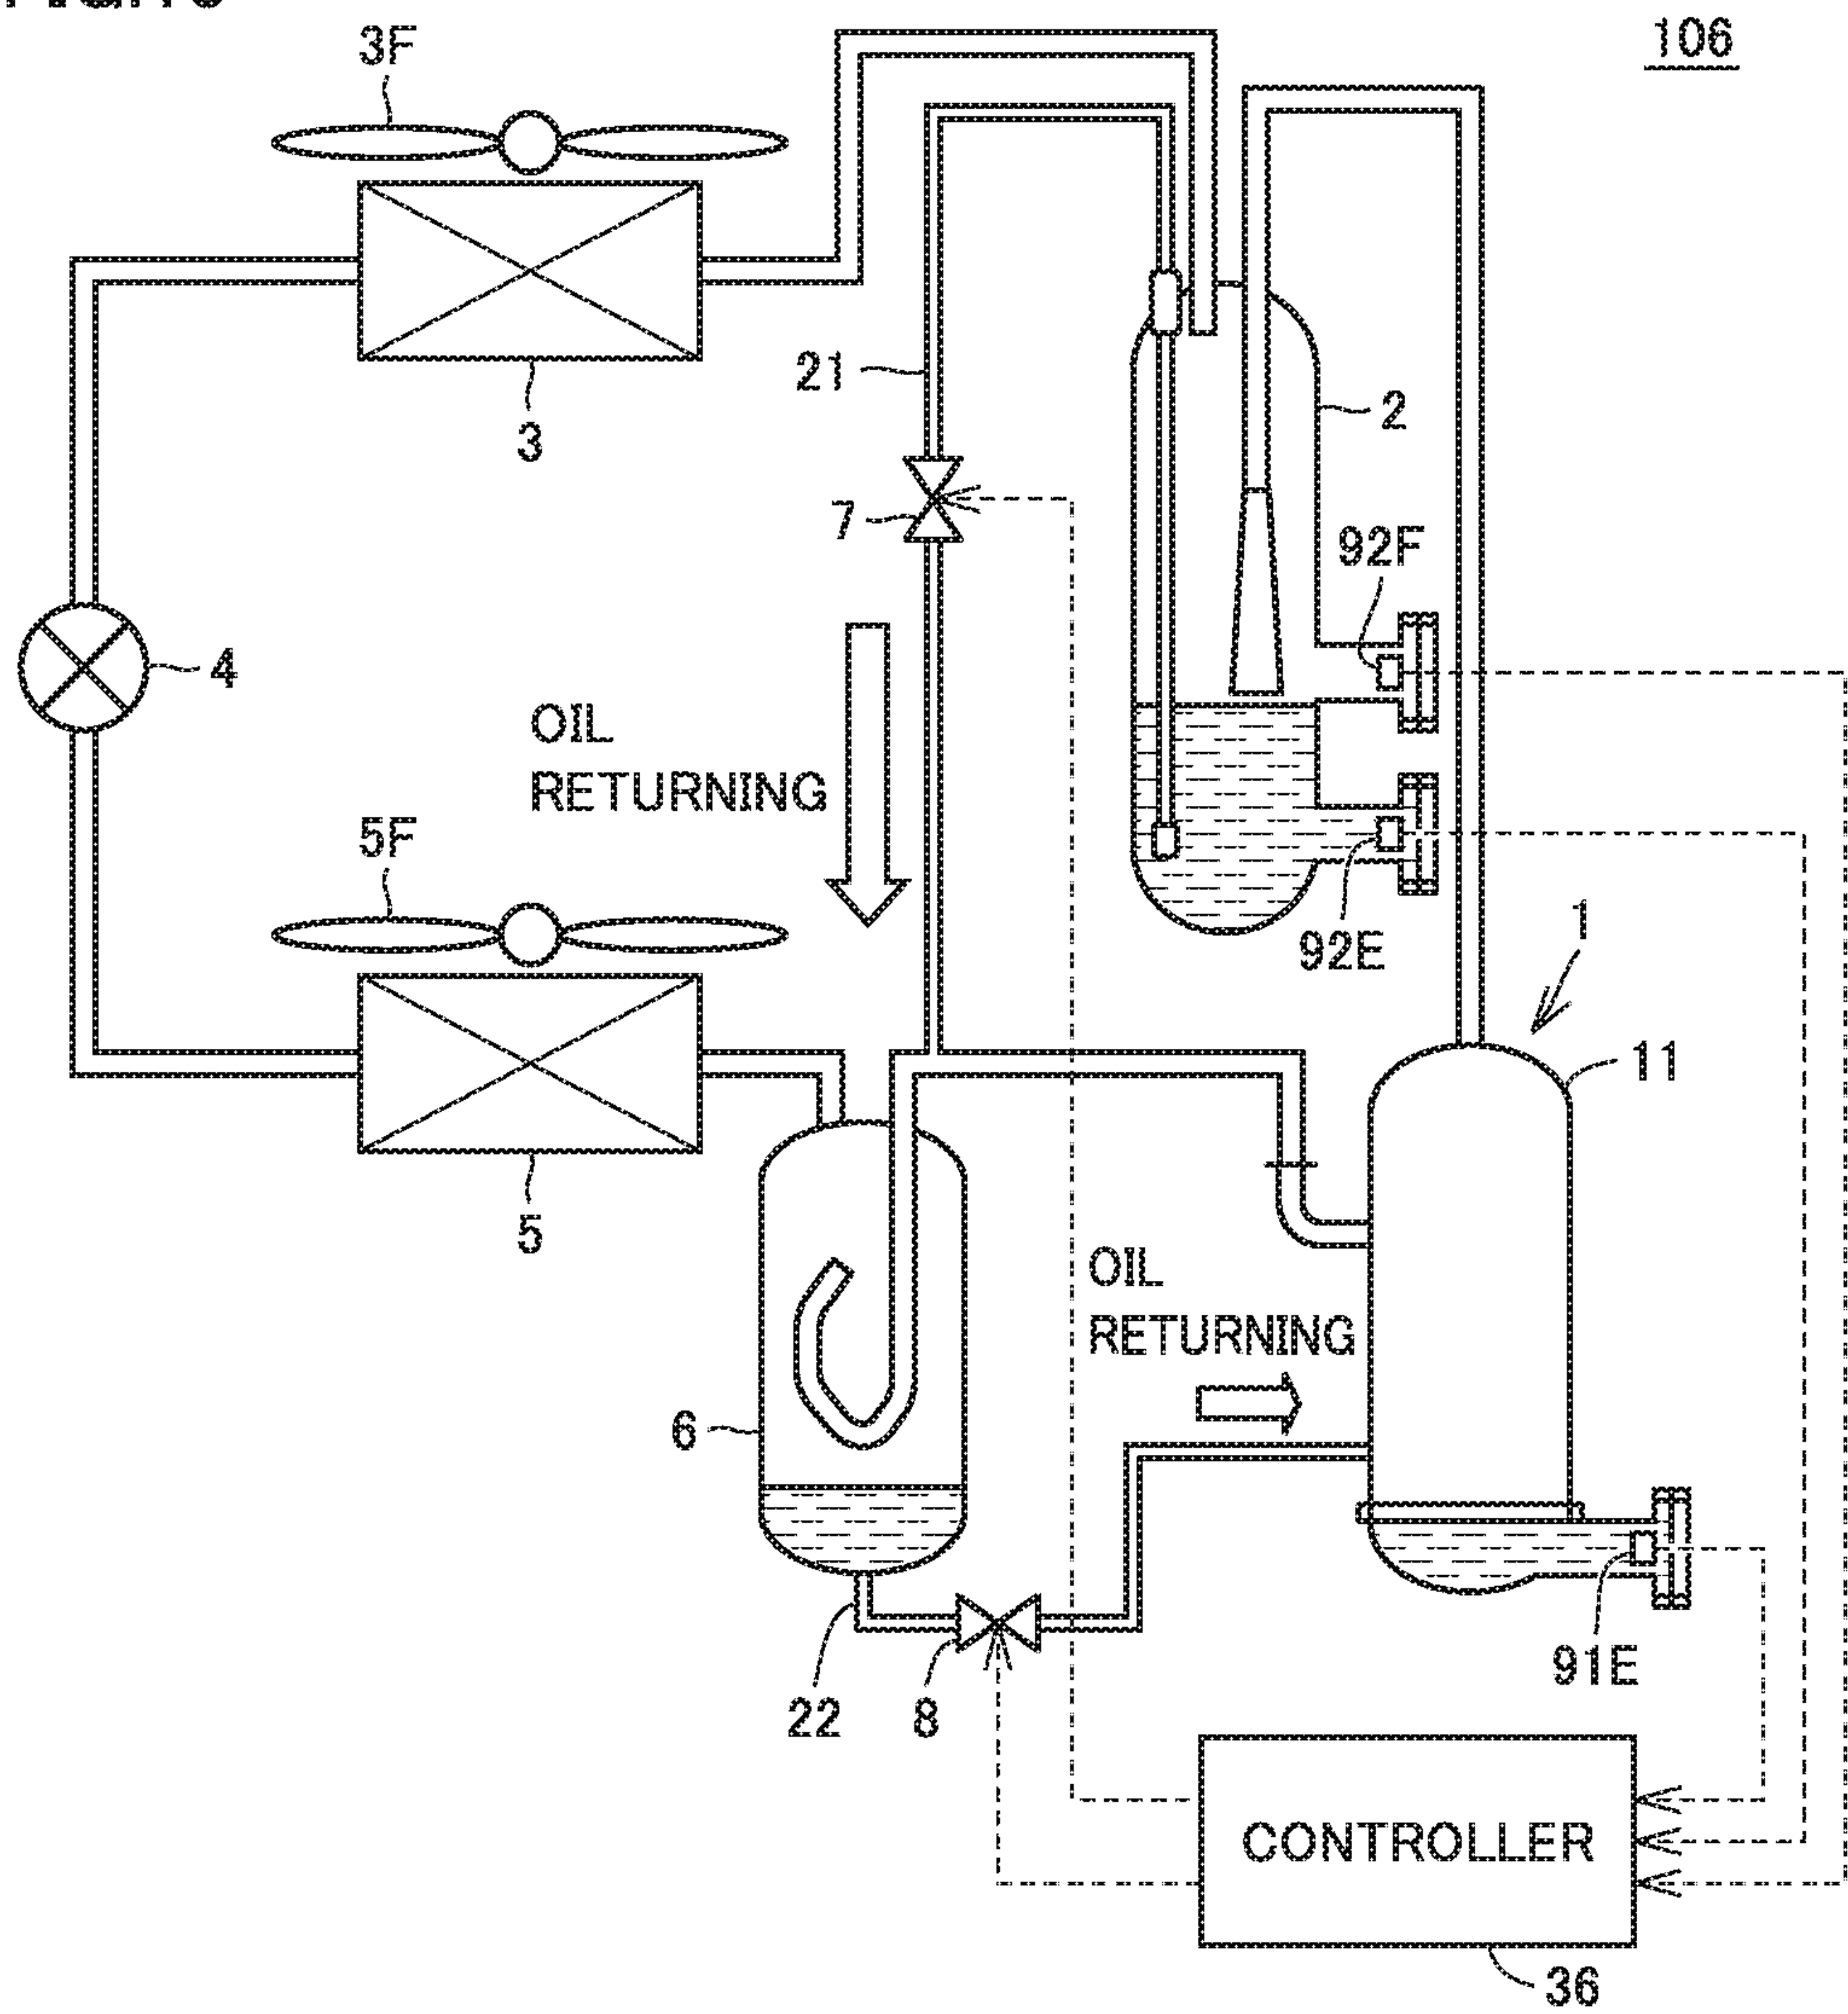 106
3F
3
21
2
7
92F
4
OIL
RETURNING
5F
92E
1
11
5
OIL
RETURNING
6
91E
22
8
CONTROLLER
36